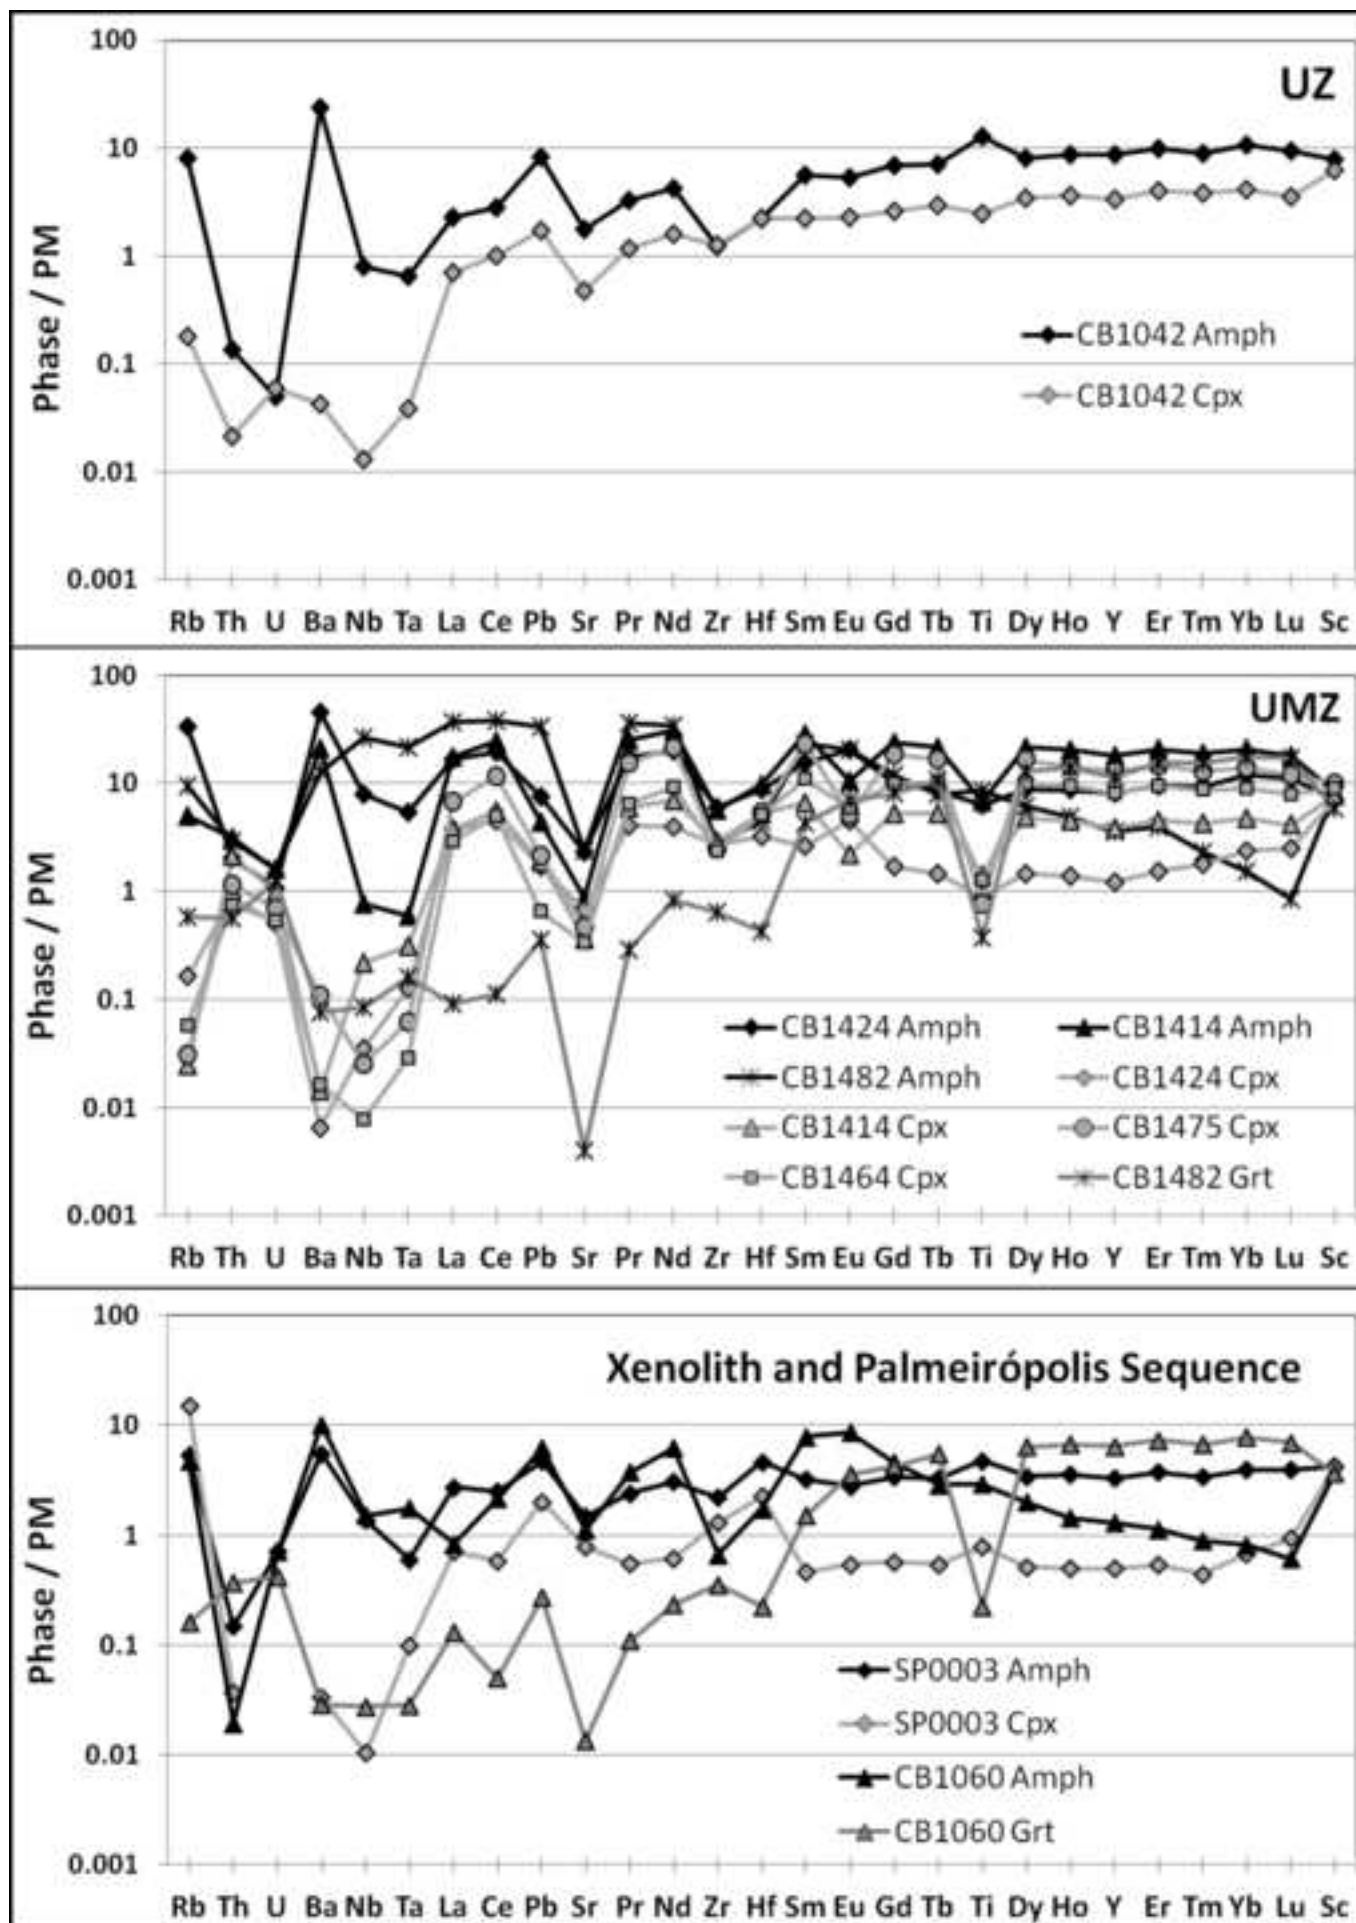 100
UZ
10
1
0.1
0.01
0.001
Phase / PM
CB1042 Amph
CB1042 Cpx
Rb Th U Ba Nb Ta La Ce Pb Sr Pr Nd Zr Hf Sm Eu Gd Tb Ti Dy Ho Y Er Tm Yb Lu Sc
100
UMZ
10
1
0.1
0.01
0.001
Phase / PM
CB1424 Amph CB1414 Amph
CB1482 Amph CB1424 Cpx
CB1414 Cpx CB1475 Cpx
CB1464 Cpx CB1482 Grt
Rb Th U Ba Nb Ta La Ce Pb Sr Pr Nd Zr Hf Sm Eu Gd Tb Ti Dy Ho Y Er Tm Yb Lu Sc
100
Xenolith and Palmeirópolis Sequence
10
1
0.1
0.01
0.001
Phase / PM
SP0003 Amph
SP0003 Cpx
CB1060 Amph
CB1060 Grt
Rb Th U Ba Nb Ta La Ce Pb Sr Pr Nd Zr Hf Sm Eu Gd Tb Ti Dy Ho Y Er Tm Yb Lu Sc